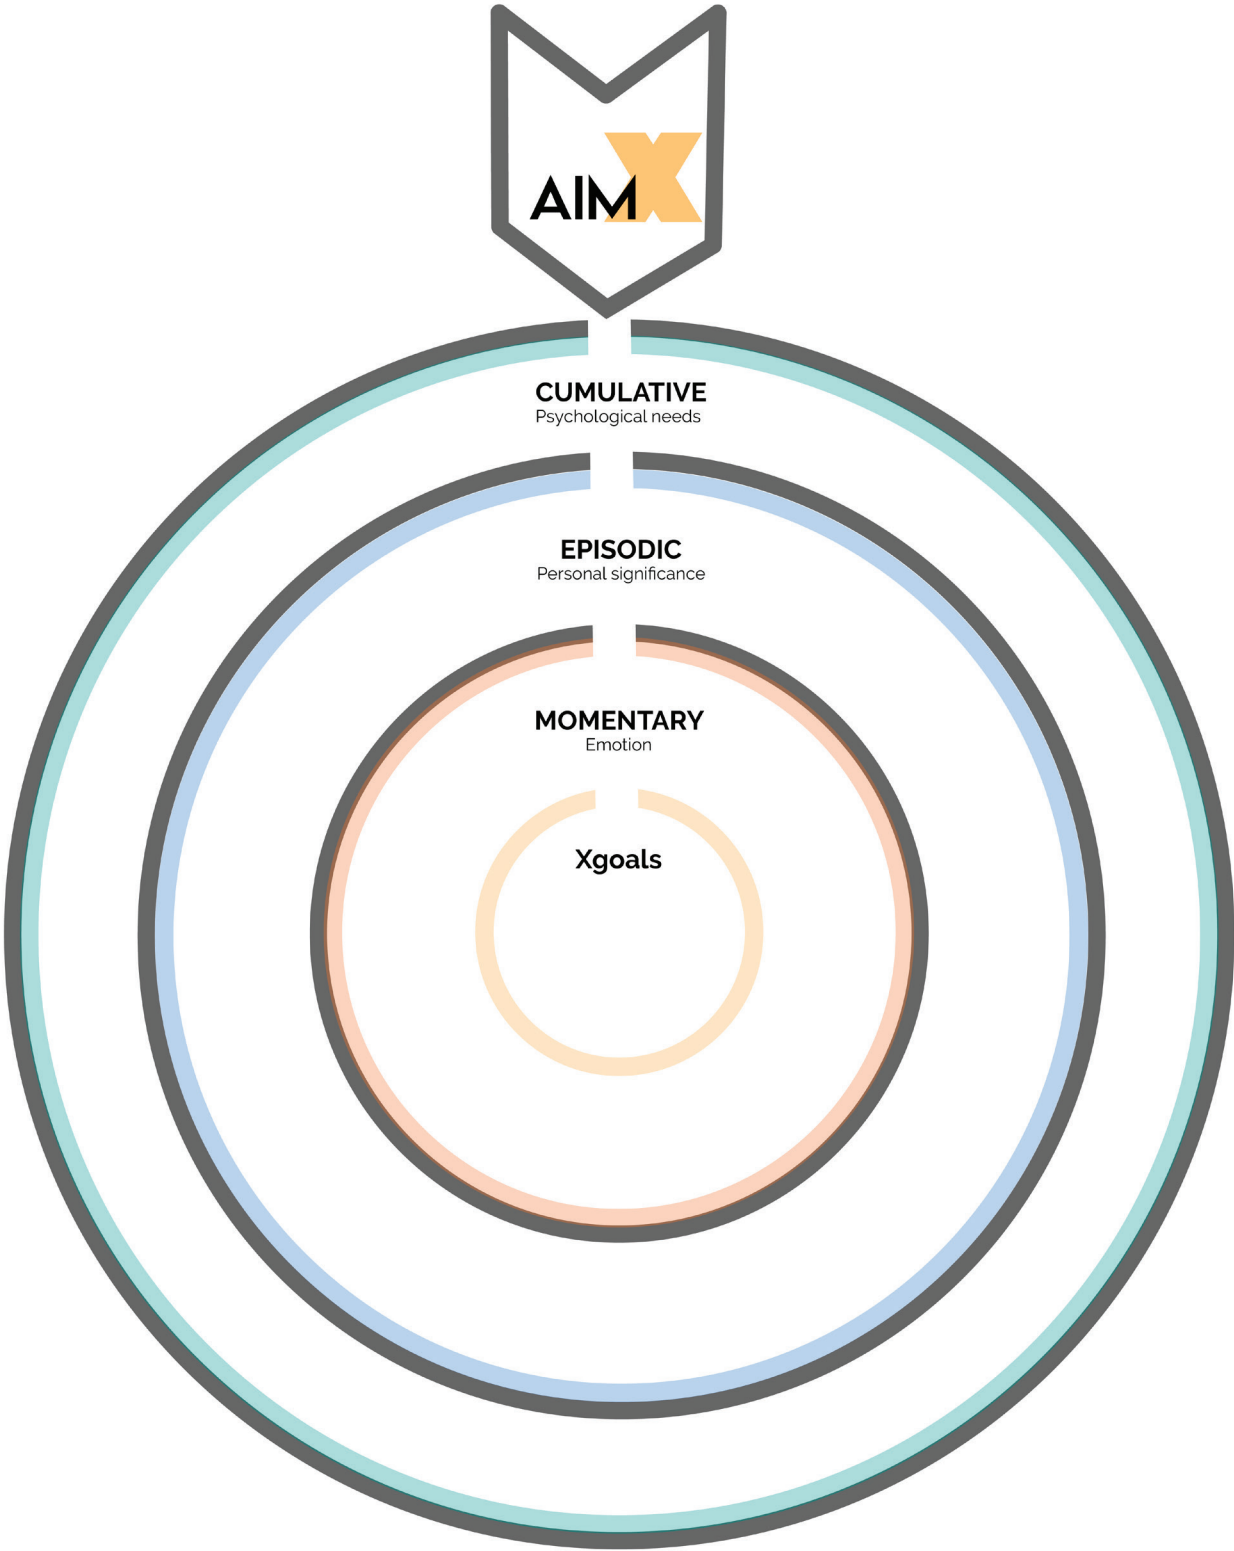 AIMX
CUMULATIVE
Psychological needs
EPISODIC
Personal significance
MOMENTARY
Emotion
Xgoals